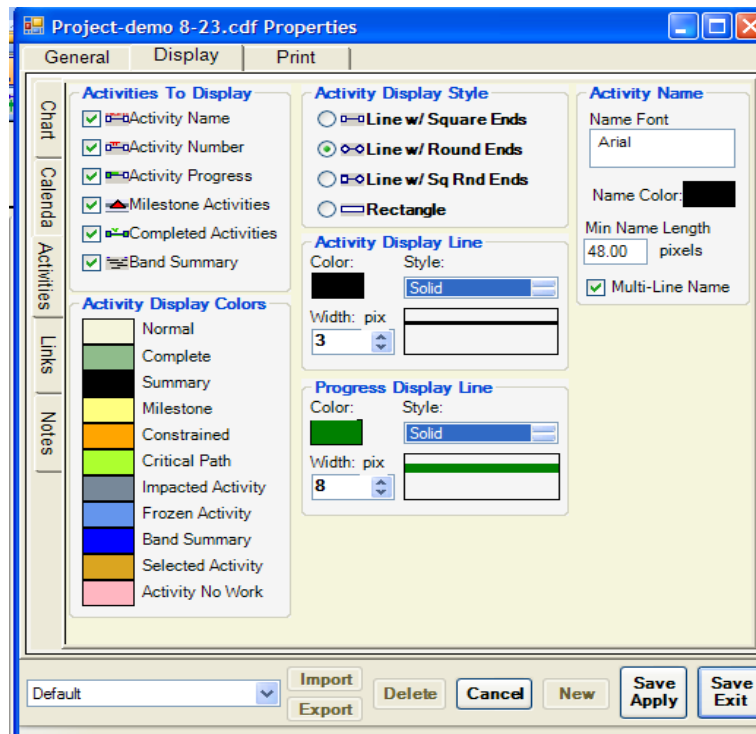 Project-demo 8-23.cdf Properties
General
Display
Print
Chart
Calenda
Activities
Links
Notes
Activities To Display
Activity Name
Activity Number
Activity Progress
Milestone Activities
Completed Activities
Band Summary
Activity Display Colors
Normal
Complete
Summary
Milestone
Constrained
Critical Path
Impacted Activity
Frozen Activity
Band Summary
Selected Activity
Activity No Work
Activity Display Style
Line w/ Square Ends
Line w/ Round Ends
Line w/ Sq Rnd Ends
Rectangle
Activity Display Line
Color:
Style:
Solid
Width: pix
3
Progress Display Line
Color:
Style:
Solid
Width: pix
8
Activity Name
Name Font
Arial
Name Color:
Min Name Length
48.00 pixels
Multi-Line Name
Default
Import
Export
Delete
Cancel
New
Save
Apply
Save
Exit